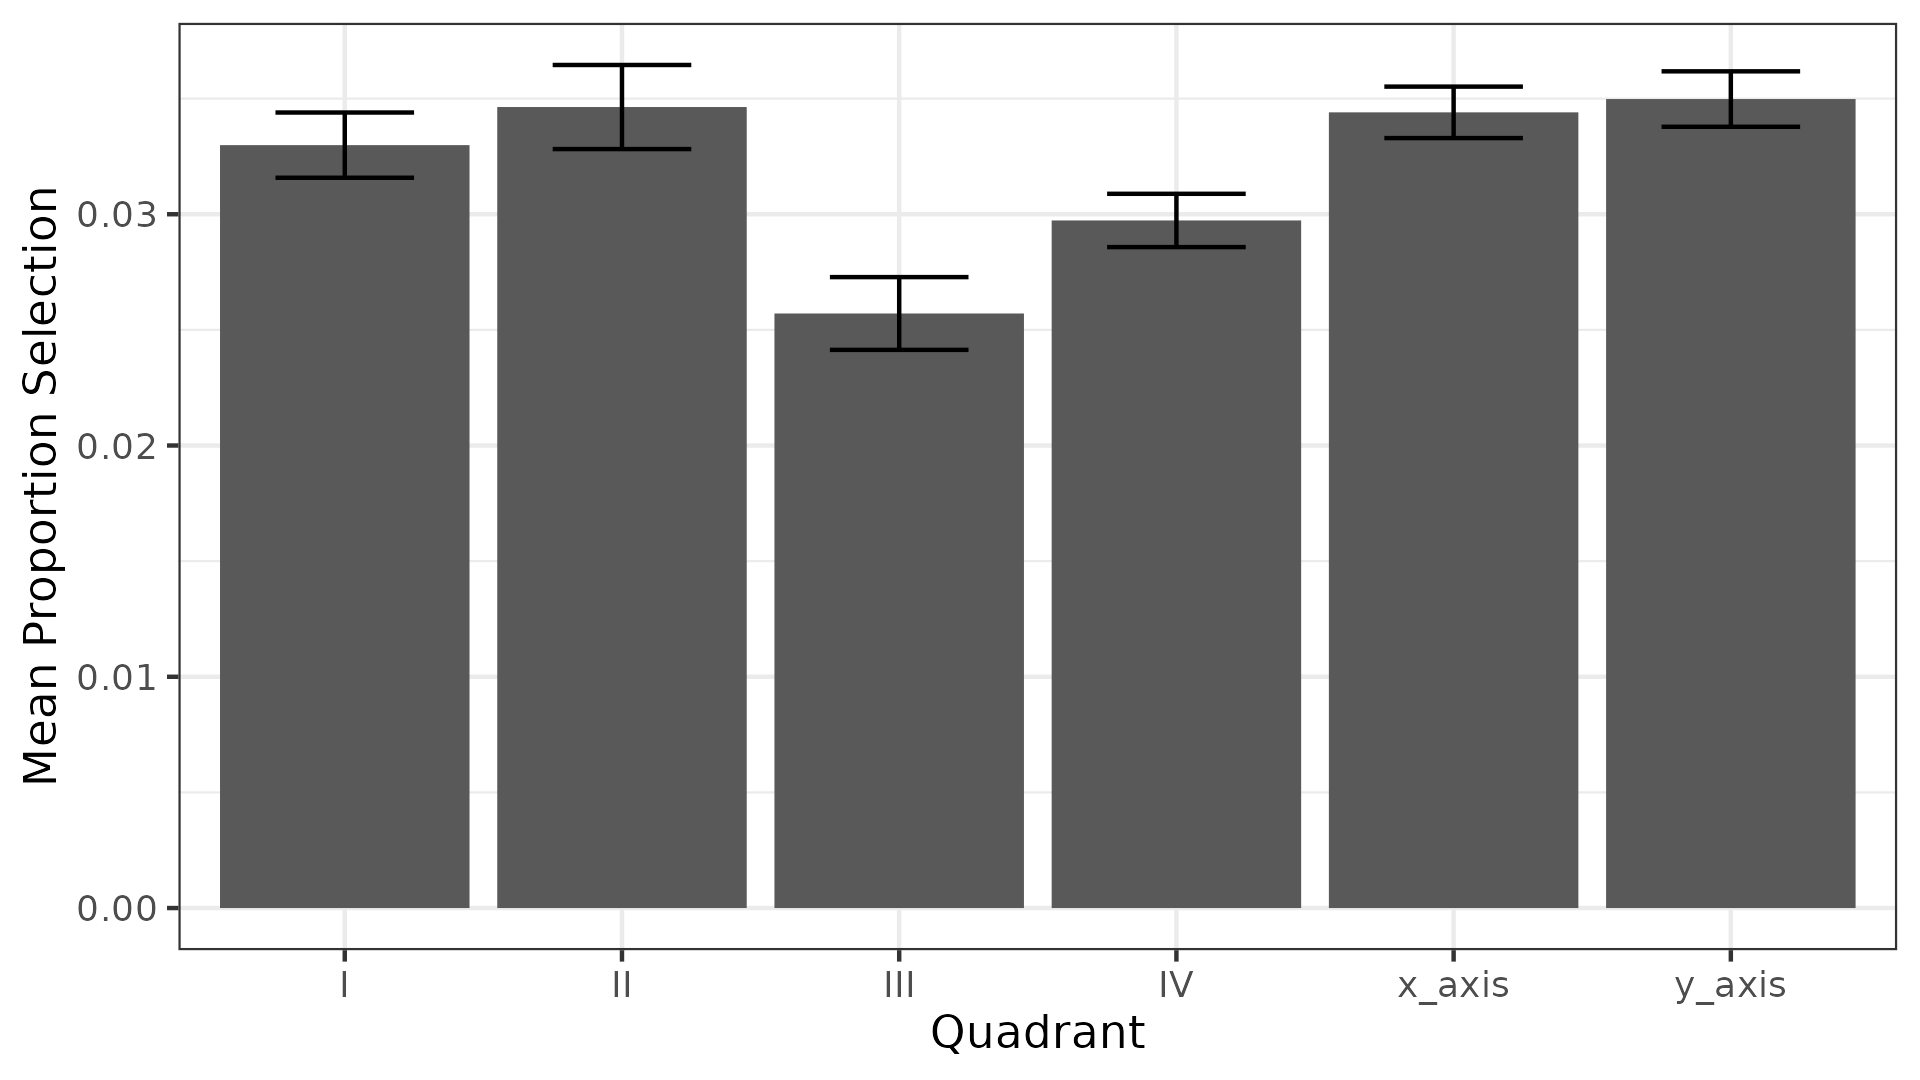 Mean Proportion Selection
0.03
0.02
0.01
0.00
I
II
III
IV
x_axis
y_axis
Quadrant